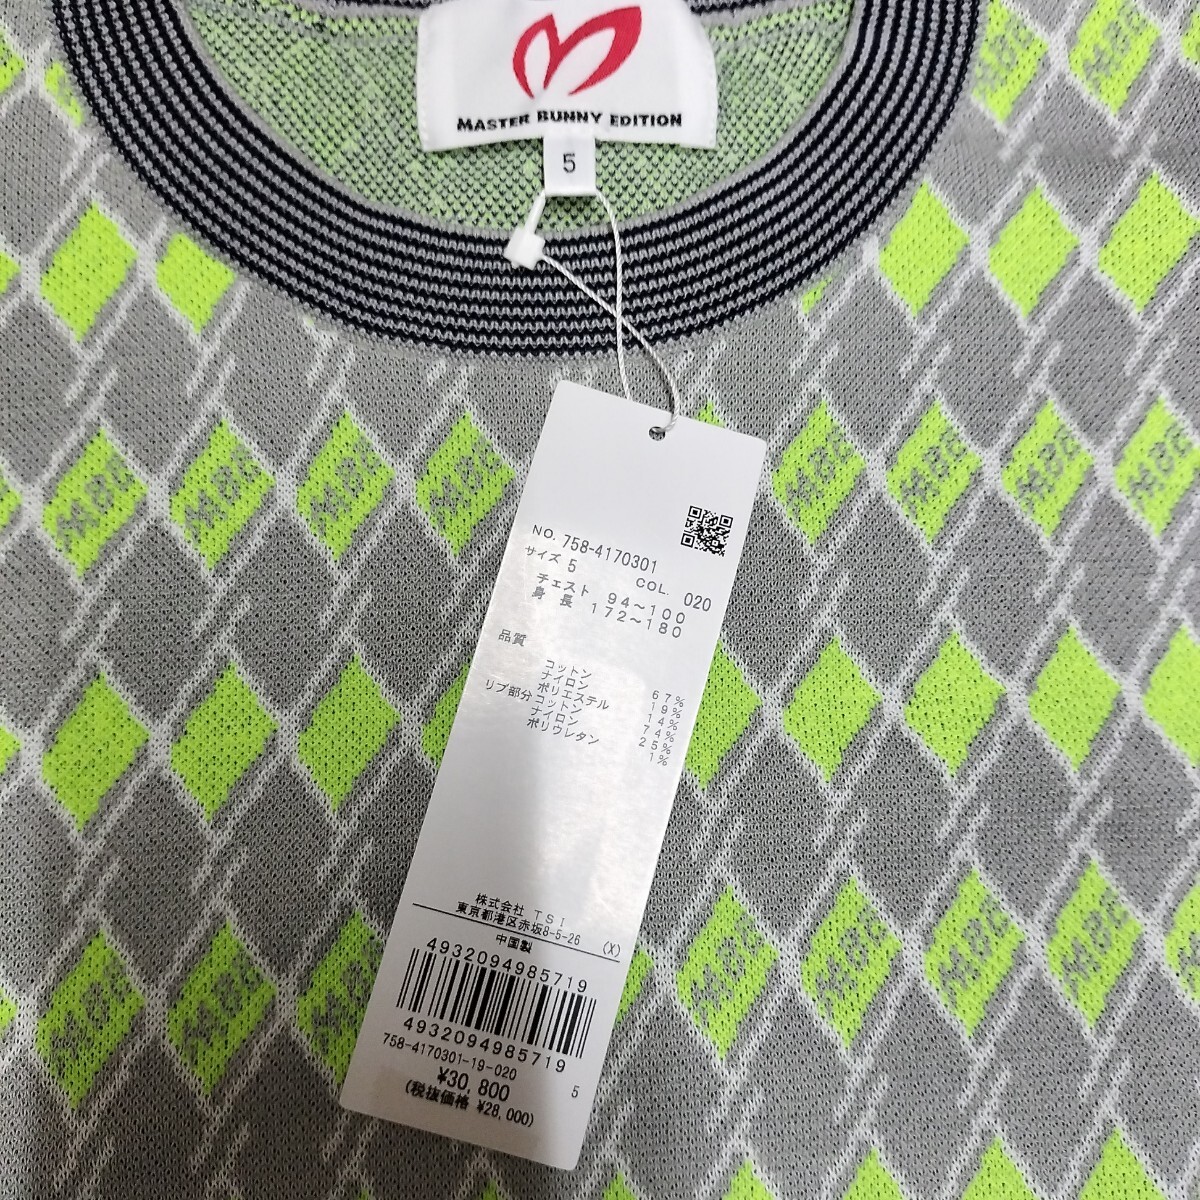 MASTER BUNNY EDITION
5
NO. 758-4170301
サイズ 5 COL. 020
チェスト 94～100
身長 172～180
品質
コットン 67%
ナイロン 19%
ポリエステル 14%
リブ部分 コットン 74%
ナイロン 25%
ポリウレタン 1%
株式会社 TSI
東京都港区赤坂8-5-26 (X)
中国製
4932094985719
4932094985719
758-4170301-19-020
¥30,800 5
(税抜価格 ¥28,000)